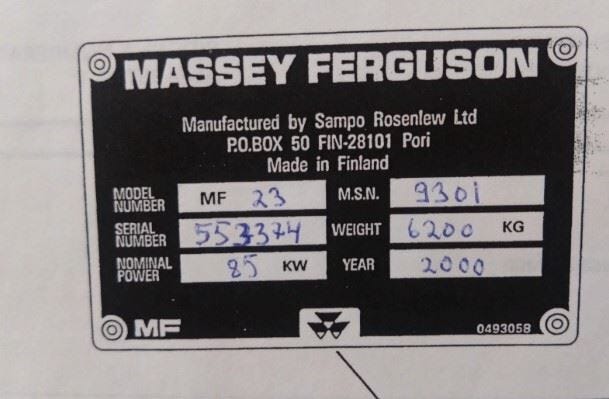 MASSEY FERGUSON
Manufactured by Sampo Rosenlew Ltd
P.O.BOX 50 FIN-28101 Pori
Made in Finland
MODEL NUMBER MF 23 M.S.N. 9301
SERIAL NUMBER 553374 WEIGHT 6200 KG
NOMINAL POWER 85 KW YEAR 2000
MF 0493058